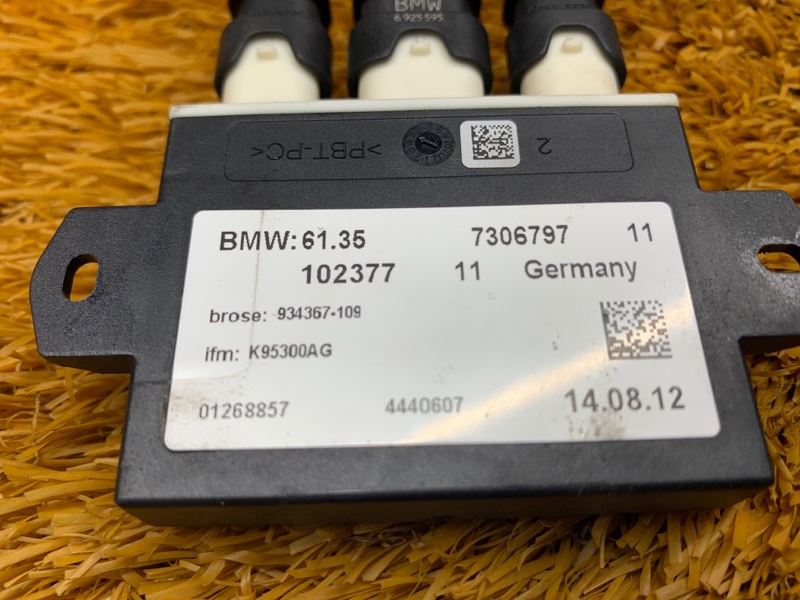 BMW
6 925 595
>PBT-PC<
2
BMW: 61.35 7306797 11
102377 11 Germany
brose: 934367-109
ifm: K95300AG
01268857 4440607 14.08.12